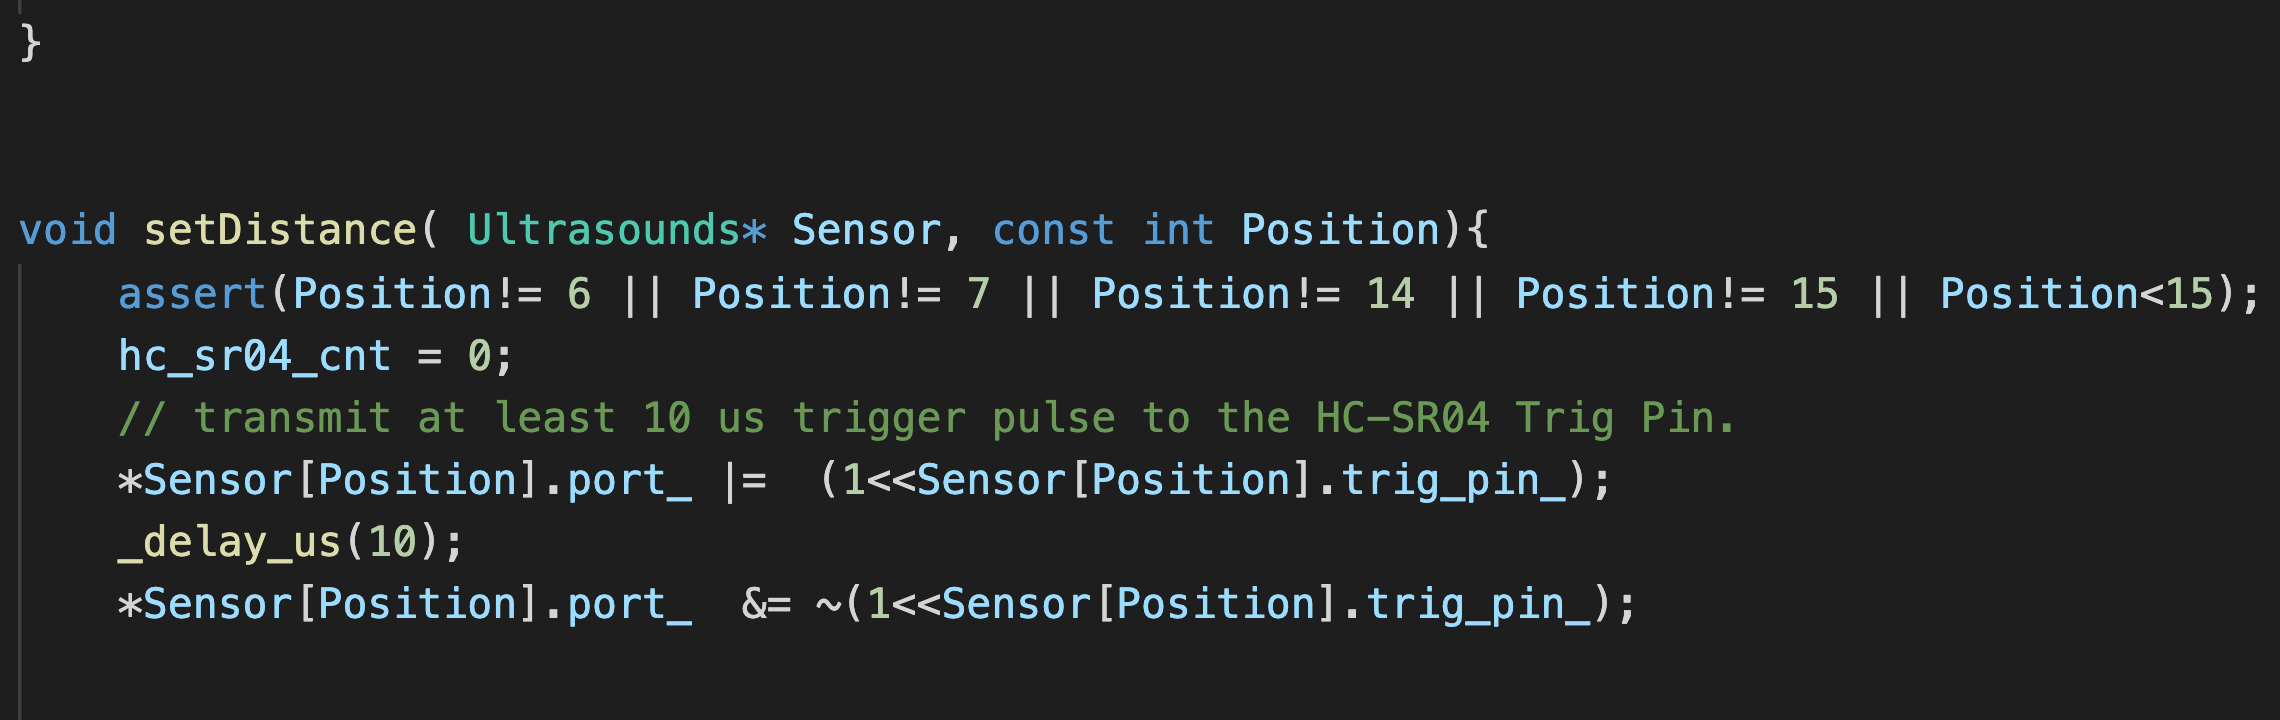 }
void setDistance( Ultrasounds* Sensor, const int Position){
    assert(Position!= 6 || Position!= 7 || Position!= 14 || Position!= 15 || Position<15);
    hc_sr04_cnt = 0;
    // transmit at least 10 us trigger pulse to the HC-SR04 Trig Pin.
    *Sensor[Position].port_ |=  (1<<Sensor[Position].trig_pin_);
    _delay_us(10);
    *Sensor[Position].port_  &= ~(1<<Sensor[Position].trig_pin_);